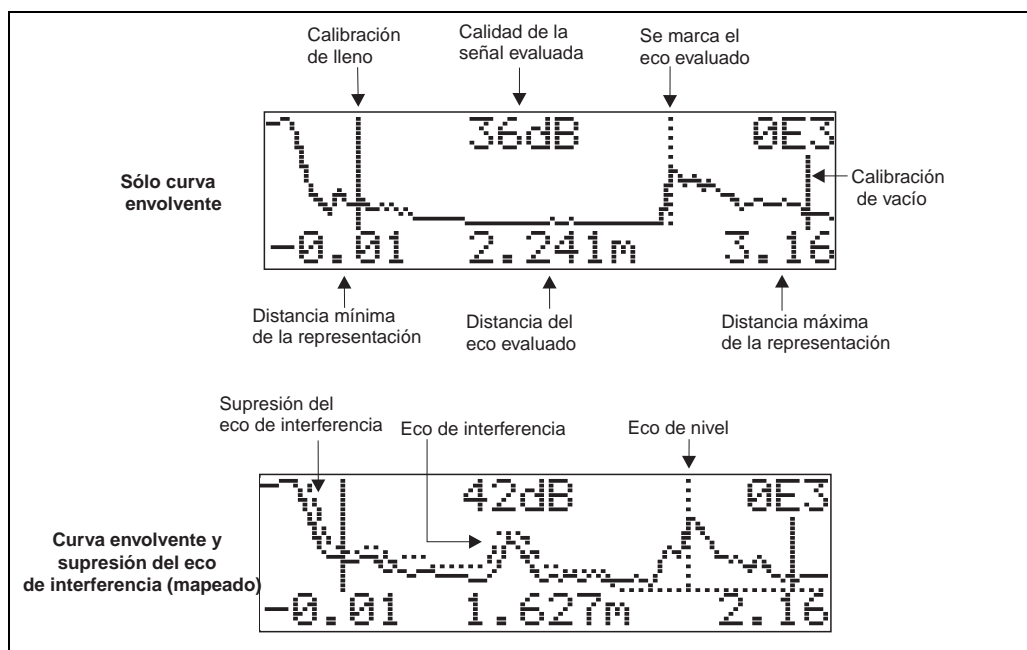 Calibración
de lleno
Calidad de la
señal evaluada
Se marca el
eco evaluado
36dB
0E3
Sólo curva
envolvente
Calibración
de vacío
-0.01
2.241m
3.16
Distancia mínima
de la representación
Distancia del
eco evaluado
Distancia máxima
de la representación
Supresión del
eco de interferencia
Eco de interferencia
Eco de nivel
42dB
0E3
Curva envolvente y
supresión del eco
de interferencia (mapeado)
-0.01
1.627m
2.16